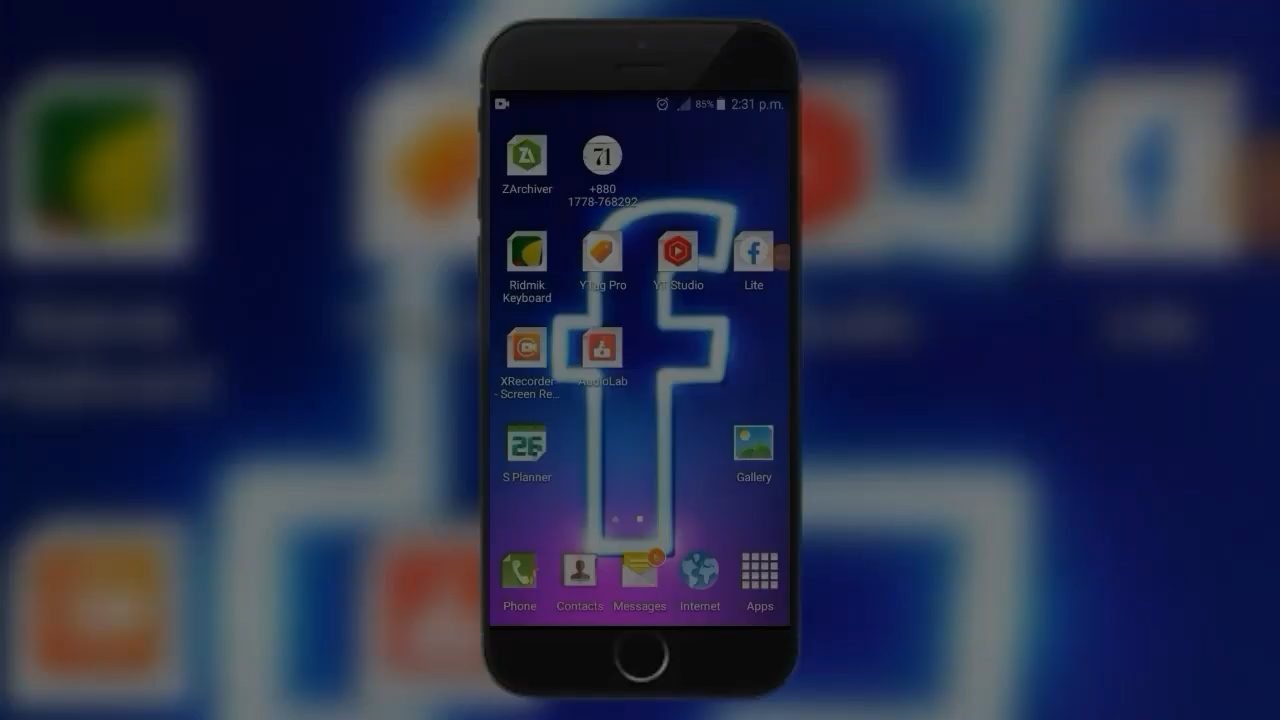 85% 2:31 p.m.
ZA
71
ZArchiver
+880
1778-768292
Ridmik
Keyboard
YTag Pro
YT Studio
Lite
XRecorder
- Screen Re...
AudioLab
26
S Planner
Gallery
Phone
Contacts
Messages
Internet
Apps